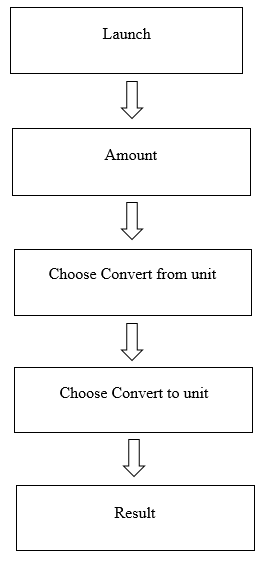 Launch
Amount
Choose Convert from unit
Choose Convert to unit
Result